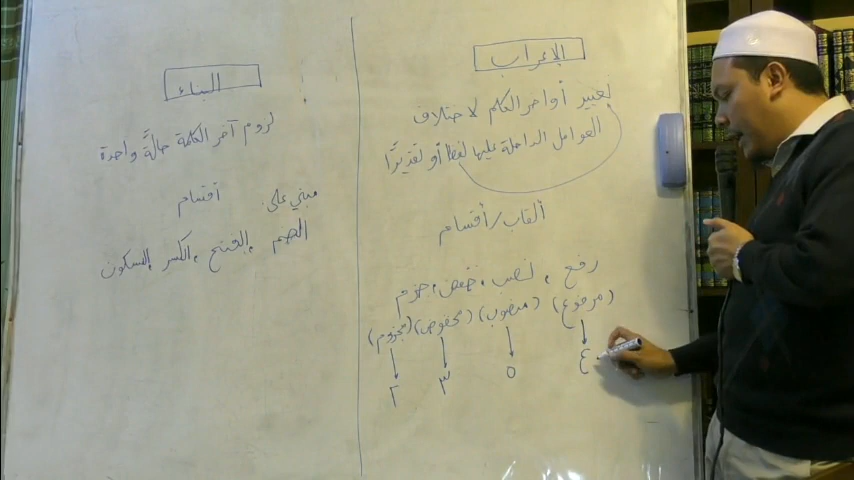 الإعراب
تغيير أواخر الكلم لاختلاف
العوامل الداخلة عليها لفظا أو تقديرًا
ألقاب/أقسام
رفع ، نصب ، خفض ، جزم
(مرفوع) (منصوب) (مخفوض) (مجزوم)
٤ ٥ ٣ ٢
البناء
لزوم آخر الكلمة حالةً واحدة
مبني على أقسام
الضم ، الفتح ، الكسر ، السكون